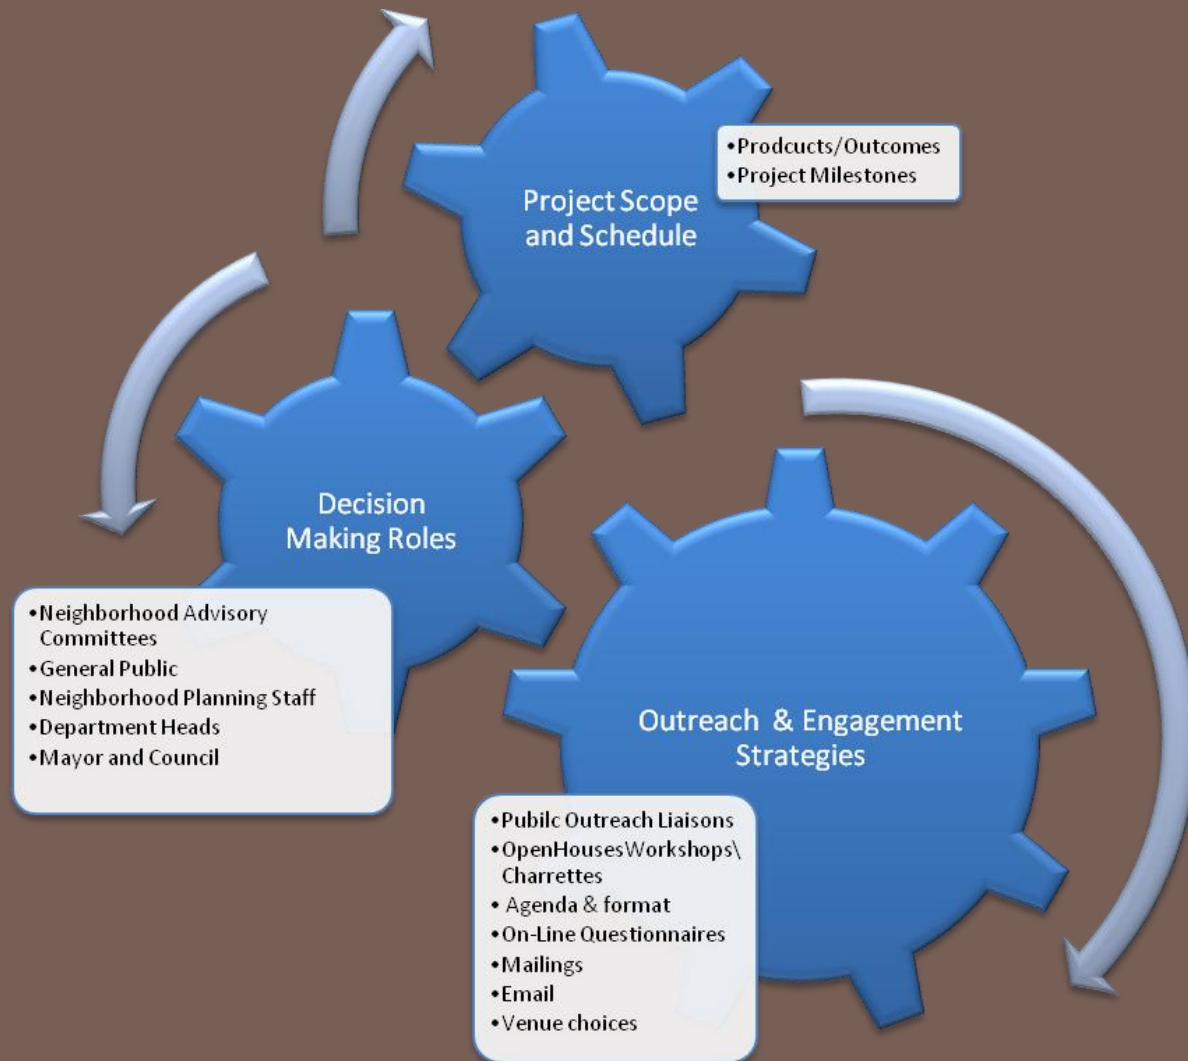 Project Scope
and Schedule
•Prodcucts/Outcomes
•Project Milestones
Decision
Making Roles
•Neighborhood Advisory
Committees
•General Public
•Neighborhood Planning Staff
•Department Heads
•Mayor and Council
Outreach & Engagement
Strategies
•Pubilc Outreach Liaisons
•OpenHousesWorkshops\
Charrettes
• Agenda & format
•On-Line Questionnaires
•Mailings
•Email
•Venue choices